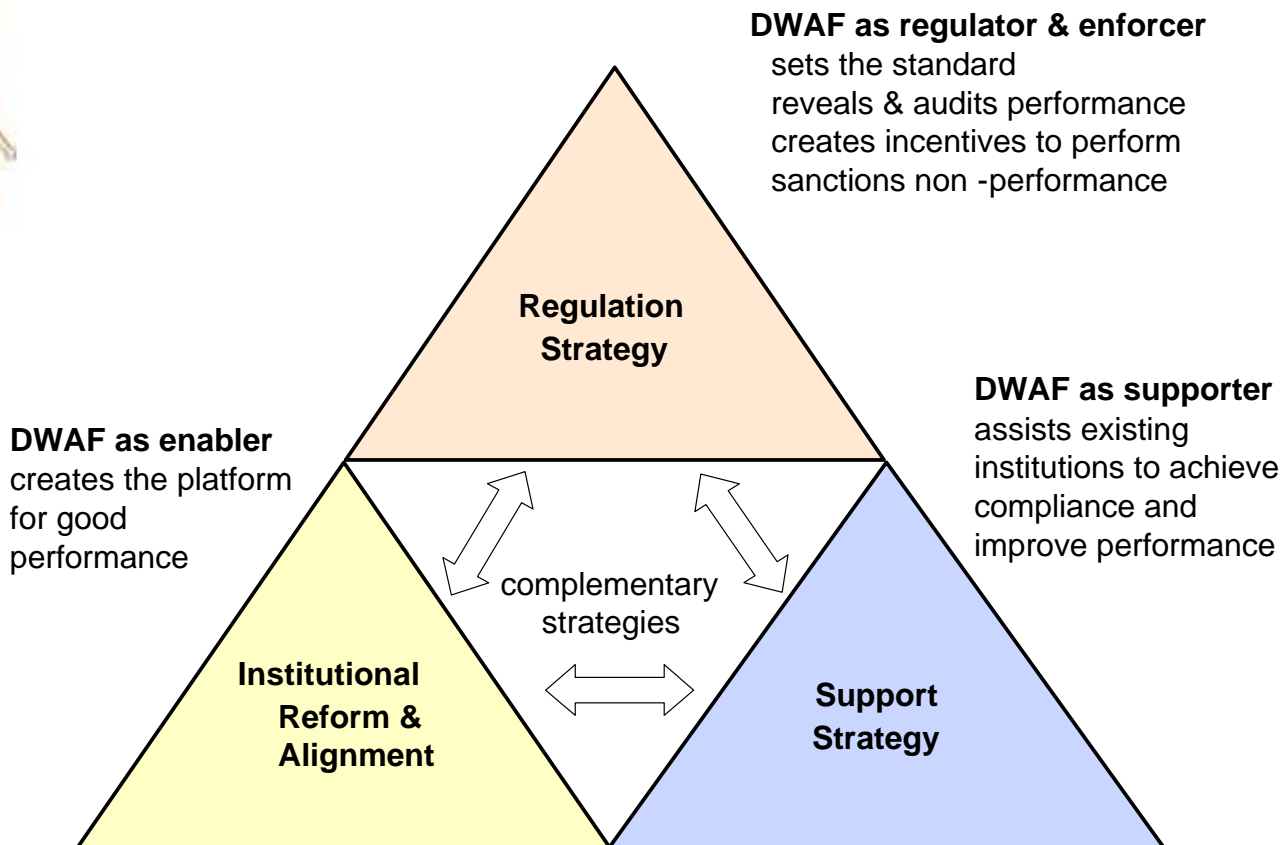 DWAF as regulator & enforcer
sets the standard
reveals & audits performance
creates incentives to perform
sanctions non -performance
Regulation
Strategy
DWAF as enabler
creates the platform
for good
performance
DWAF as supporter
assists existing
institutions to achieve
compliance and
improve performance
complementary
strategies
Institutional
Reform &
Alignment
Support
Strategy